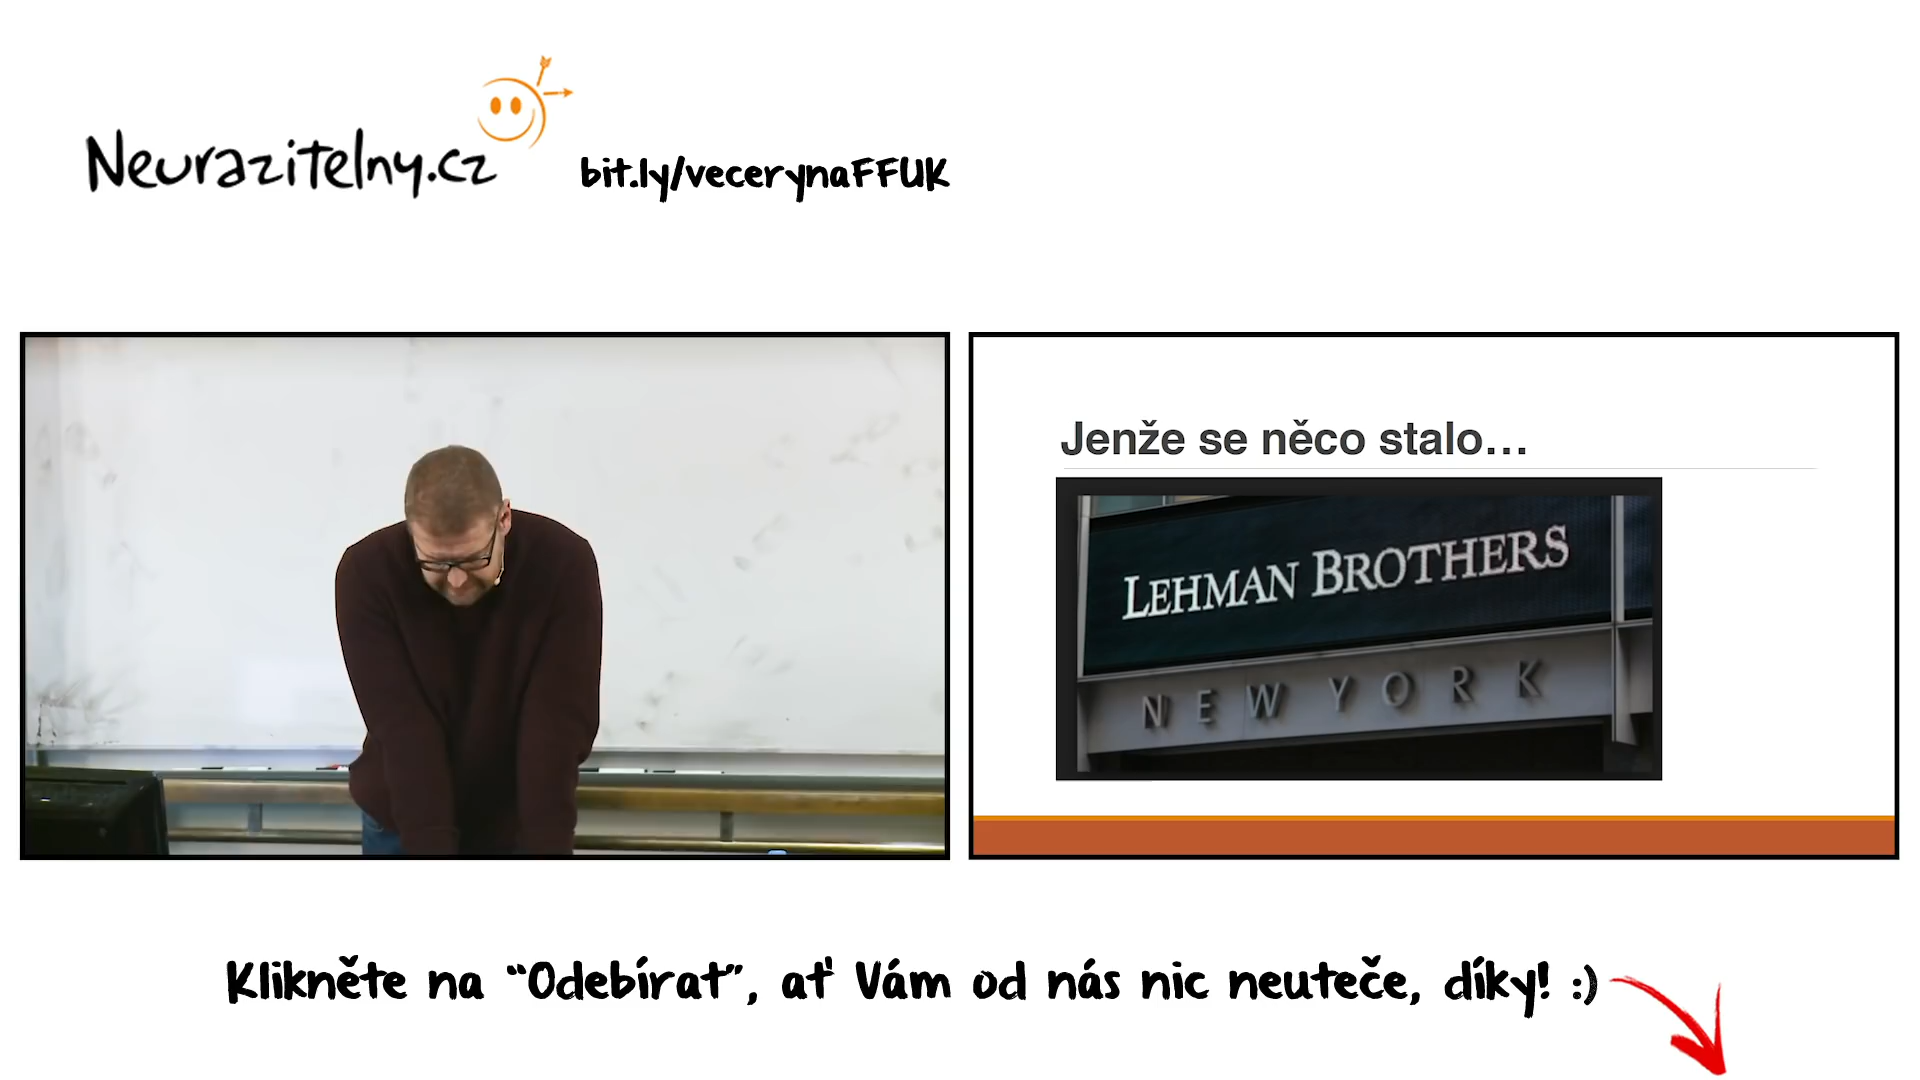 Neurazitelny.cz
bit.ly/vecerynaFFUK
Jenže se něco stalo...
LEHMAN BROTHERS
NEW YORK
Klikněte na “Odebírat”, ať Vám od nás nic neuteče, díky! :)